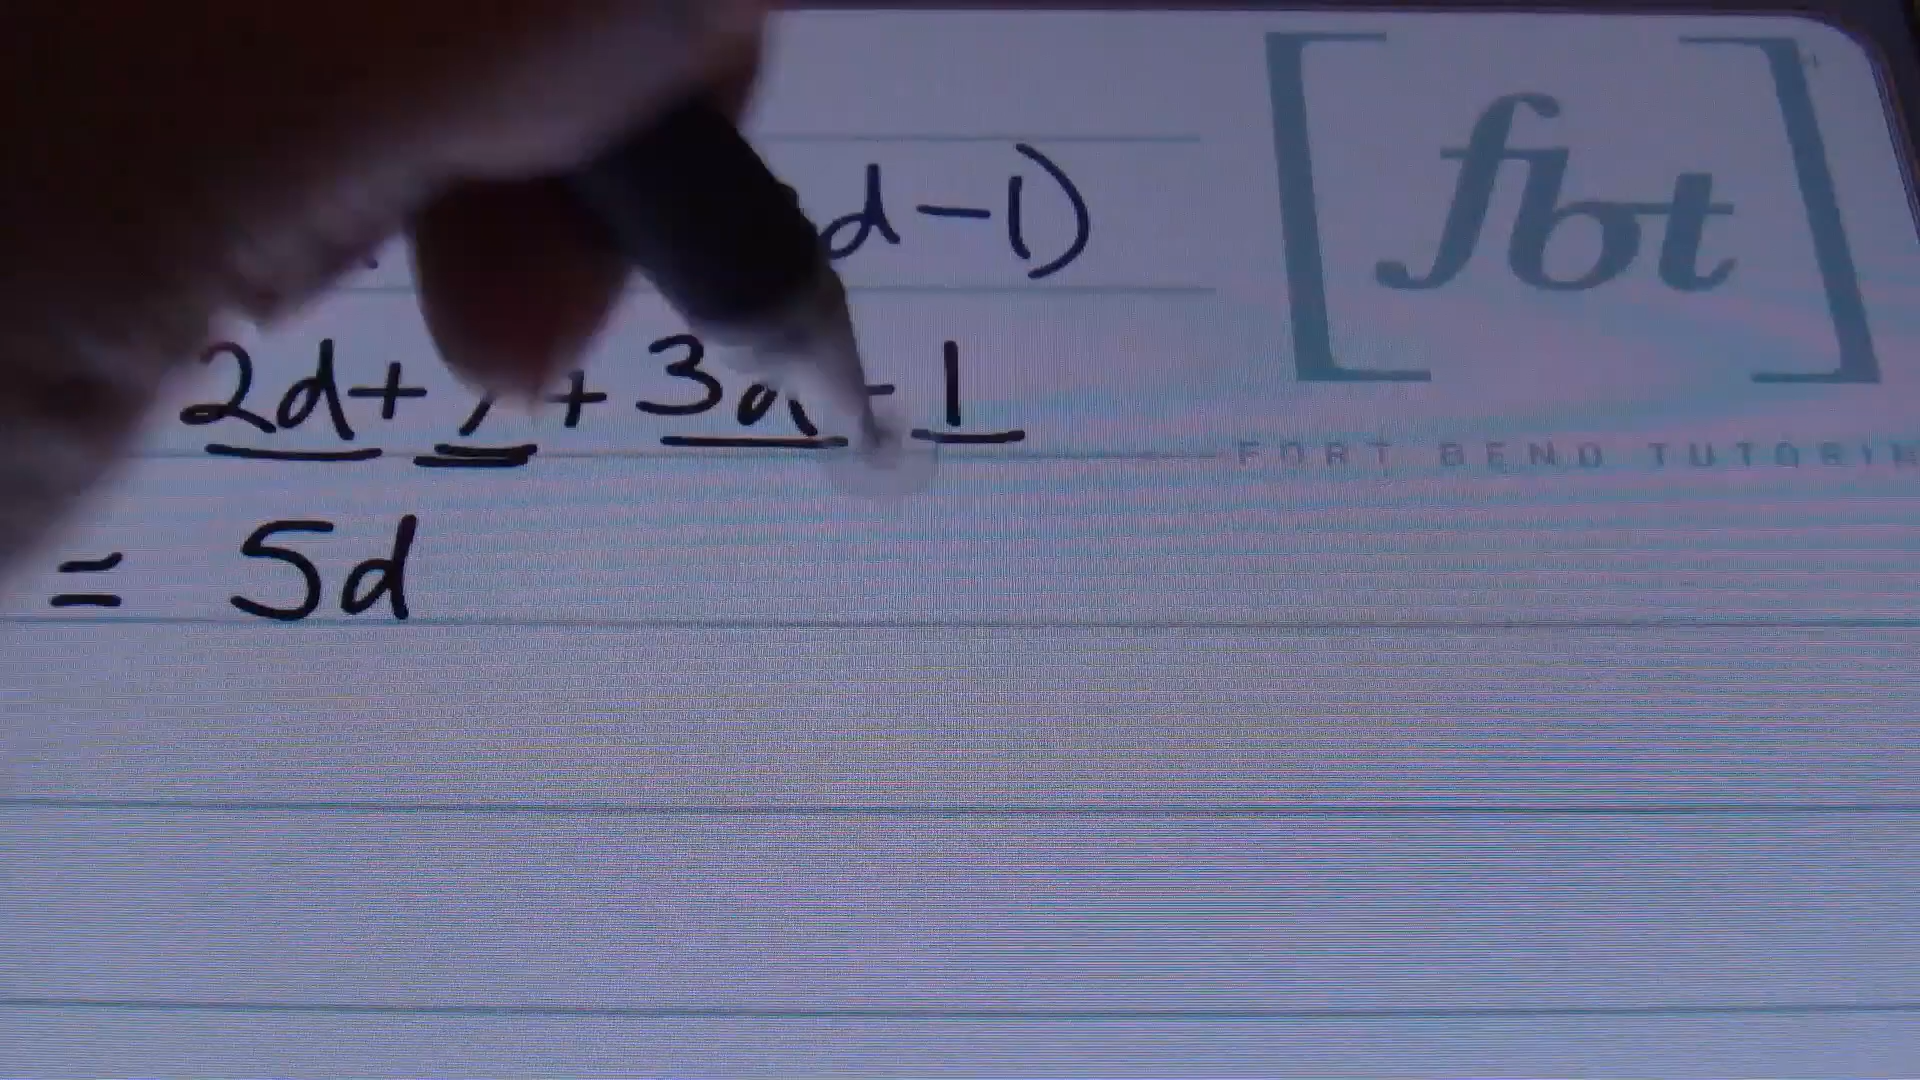 d-1)
fbt
2d+ + 3d -1
FORT BEND TUTORIN
= 5d